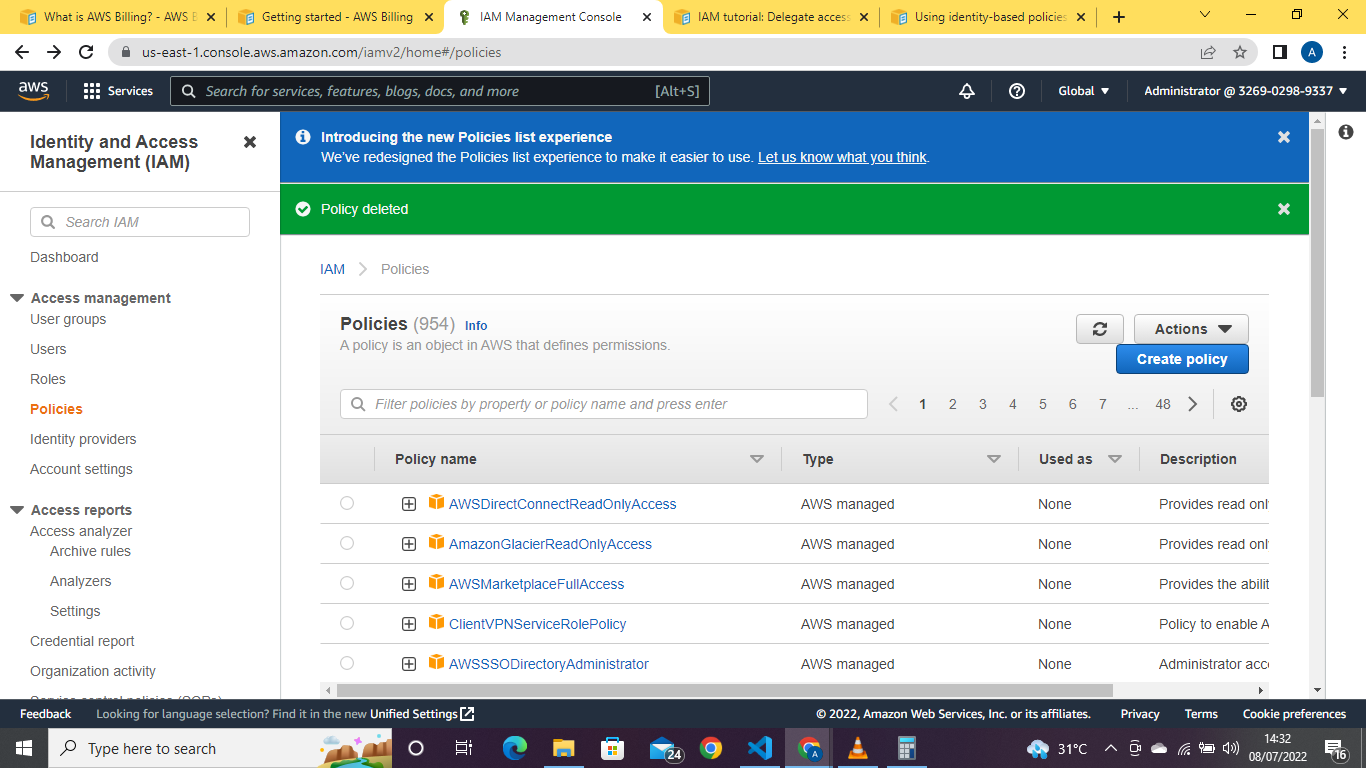 What is AWS Billing? - AWS B
Getting started - AWS Billing
IAM Management Console
IAM tutorial: Delegate access
Using identity-based policies
us-east-1.console.aws.amazon.com/iamv2/home#/policies
A
aws
Services
Search for services, features, blogs, docs, and more
[Alt+S]
Global
Administrator @ 3269-0298-9337
Identity and Access
Management (IAM)
Search IAM
Dashboard
Access management
User groups
Users
Roles
Policies
Identity providers
Account settings
Access reports
Access analyzer
Archive rules
Analyzers
Settings
Credential report
Organization activity
Service control policies (SCPs)
Introducing the new Policies list experience
We've redesigned the Policies list experience to make it easier to use. Let us know what you think.
Policy deleted
IAM
Policies
Policies (954) Info
A policy is an object in AWS that defines permissions.
Actions
Create policy
Filter policies by property or policy name and press enter
1 2 3 4 5 6 7 ... 48
Policy name Type Used as Description
AWSDirectConnectReadOnlyAccess AWS managed None Provides read onl
AmazonGlacierReadOnlyAccess AWS managed None Provides read onl
AWSMarketplaceFullAccess AWS managed None Provides the abilit
ClientVPNServiceRolePolicy AWS managed None Policy to enable A
AWSSSODirectoryAdministrator AWS managed None Administrator acce
Feedback
Looking for language selection? Find it in the new Unified Settings
© 2022, Amazon Web Services, Inc. or its affiliates.
Privacy
Terms
Cookie preferences
Type here to search
24
A
31°C
14:32
08/07/2022
16